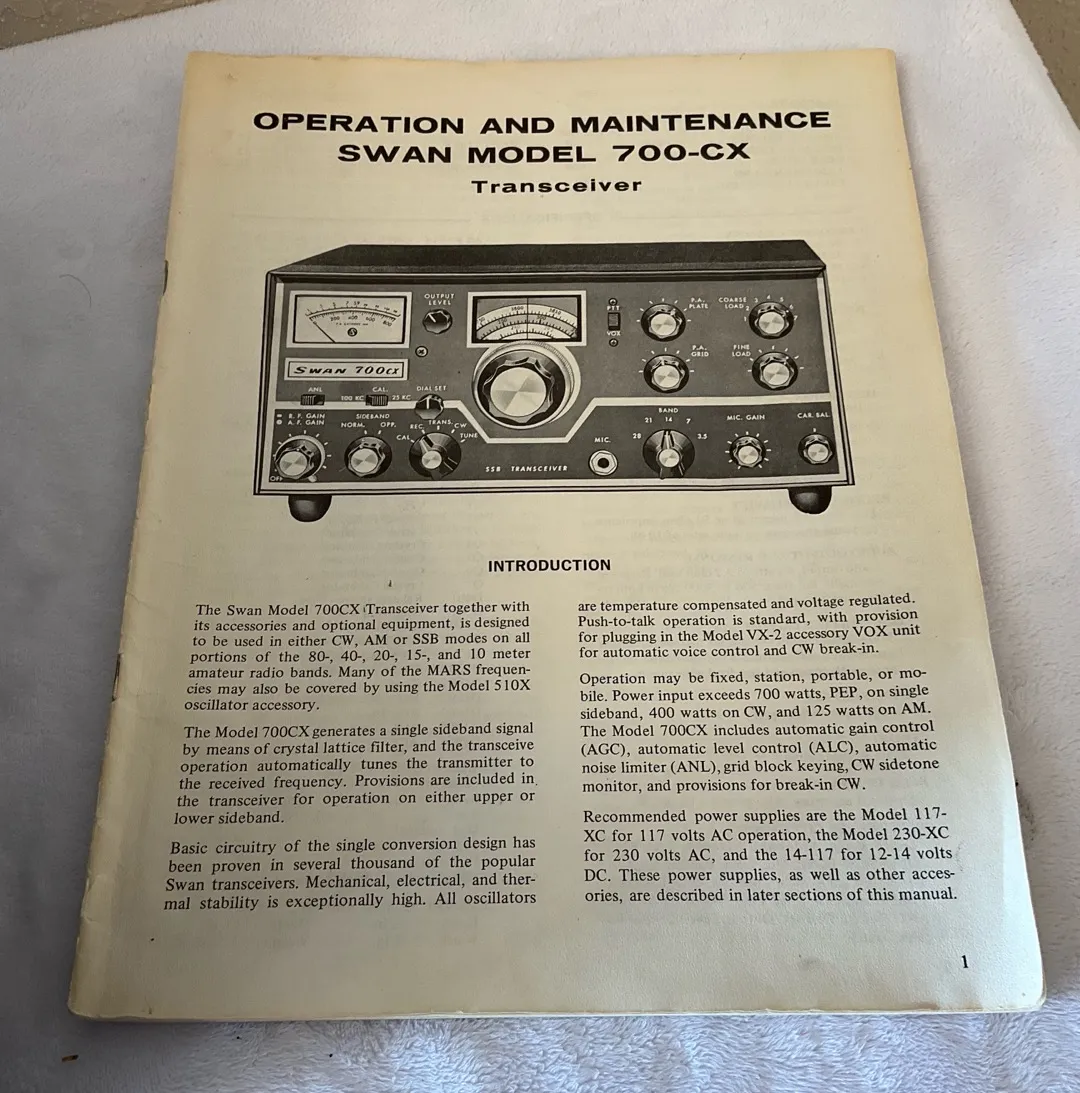 OPERATION AND MAINTENANCE
SWAN MODEL 700-CX
Transceiver
OUTPUT
LEVEL
200 400 600 800
PTT
VOX
P.A.
PLATE
COARSE
LOAD
2 3 4 5 6
P.A.
GRID
FINE
LOAD
SWAN 700CX
ANL
100 KC
CAL.
25 KC
DIAL SET
R. F. GAIN
A. F. GAIN
OFF
SIDEBAND
NORM. OPP.
CAL.
REC.
TRANS.
CW
TUNE
SSB TRANSCEIVER
MIC.
BAND
28 21 14 7 3.5
MIC. GAIN
CAR. BAL.
INTRODUCTION
The Swan Model 700CX Transceiver together with
its accessories and optional equipment, is designed
to be used in either CW, AM or SSB modes on all
portions of the 80-, 40-, 20-, 15-, and 10 meter
amateur radio bands. Many of the MARS frequen-
cies may also be covered by using the Model 510X
oscillator accessory.
The Model 700CX generates a single sideband signal
by means of crystal lattice filter, and the transceive
operation automatically tunes the transmitter to
the received frequency. Provisions are included in
the transceiver for operation on either upper or
lower sideband.
Basic circuitry of the single conversion design has
been proven in several thousand of the popular
Swan transceivers. Mechanical, electrical, and ther-
mal stability is exceptionally high. All oscillators
are temperature compensated and voltage regulated.
Push-to-talk operation is standard, with provision
for plugging in the Model VX-2 accessory VOX unit
for automatic voice control and CW break-in.
Operation may be fixed, station, portable, or mo-
bile. Power input exceeds 700 watts, PEP, on single
sideband, 400 watts on CW, and 125 watts on AM.
The Model 700CX includes automatic gain control
(AGC), automatic level control (ALC), automatic
noise limiter (ANL), grid block keying, CW sidetone
monitor, and provisions for break-in CW.
Recommended power supplies are the Model 117-
XC for 117 volts AC operation, the Model 230-XC
for 230 volts AC, and the 14-117 for 12-14 volts
DC. These power supplies, as well as other acces-
ories, are described in later sections of this manual.
1